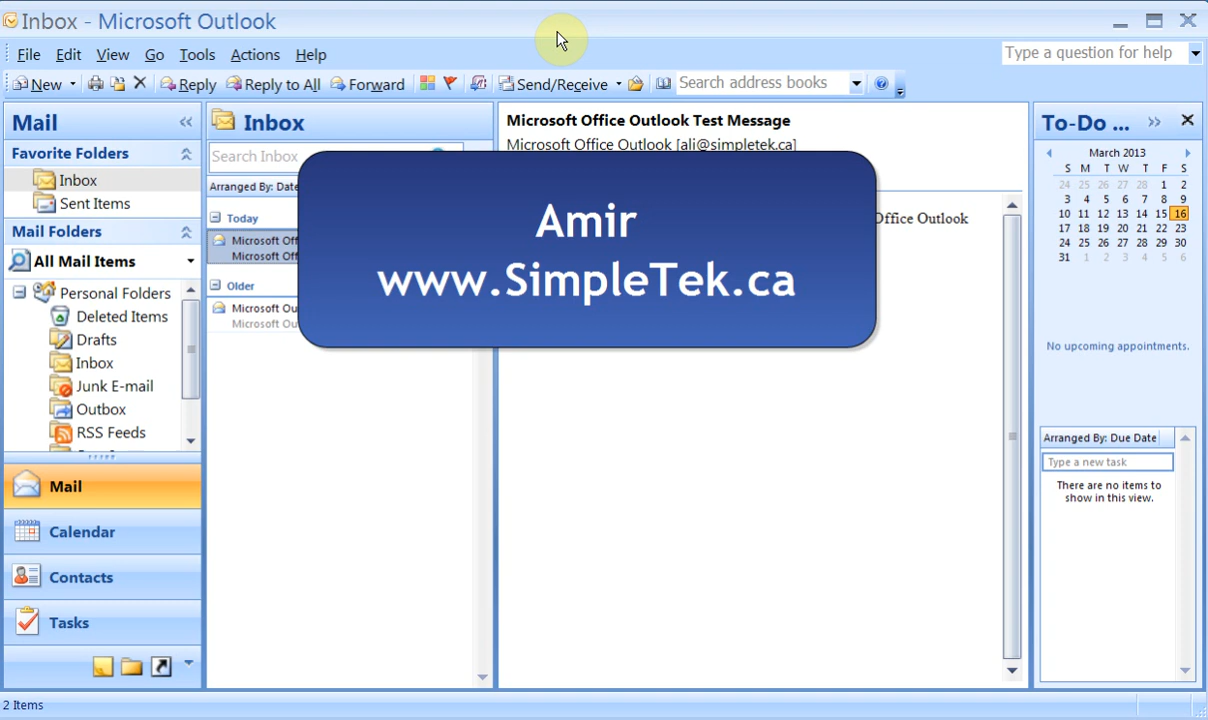 Inbox - Microsoft Outlook
File Edit View Go Tools Actions Help
Type a question for help
New Reply Reply to All Forward Send/Receive Search address books
Mail
Favorite Folders
Inbox
Sent Items
Mail Folders
All Mail Items
Personal Folders
Deleted Items
Drafts
Inbox
Junk E-mail
Outbox
RSS Feeds
Mail
Calendar
Contacts
Tasks
Inbox
Search Inbox
Arranged By: Date
Today
Microsoft Off
Microsoft Off
Older
Microsoft Ou
Microsoft Ou
Microsoft Office Outlook Test Message
Microsoft Office Outlook [ali@simpletek.ca]
Office Outlook
Amir
www.SimpleTek.ca
To-Do ...
March 2013
S M T W T F S
24 25 26 27 28 1 2
3 4 5 6 7 8 9
10 11 12 13 14 15 16
17 18 19 20 21 22 23
24 25 26 27 28 29 30
31 1 2 3 4 5 6
No upcoming appointments.
Arranged By: Due Date
Type a new task
There are no items to
show in this view.
2 Items